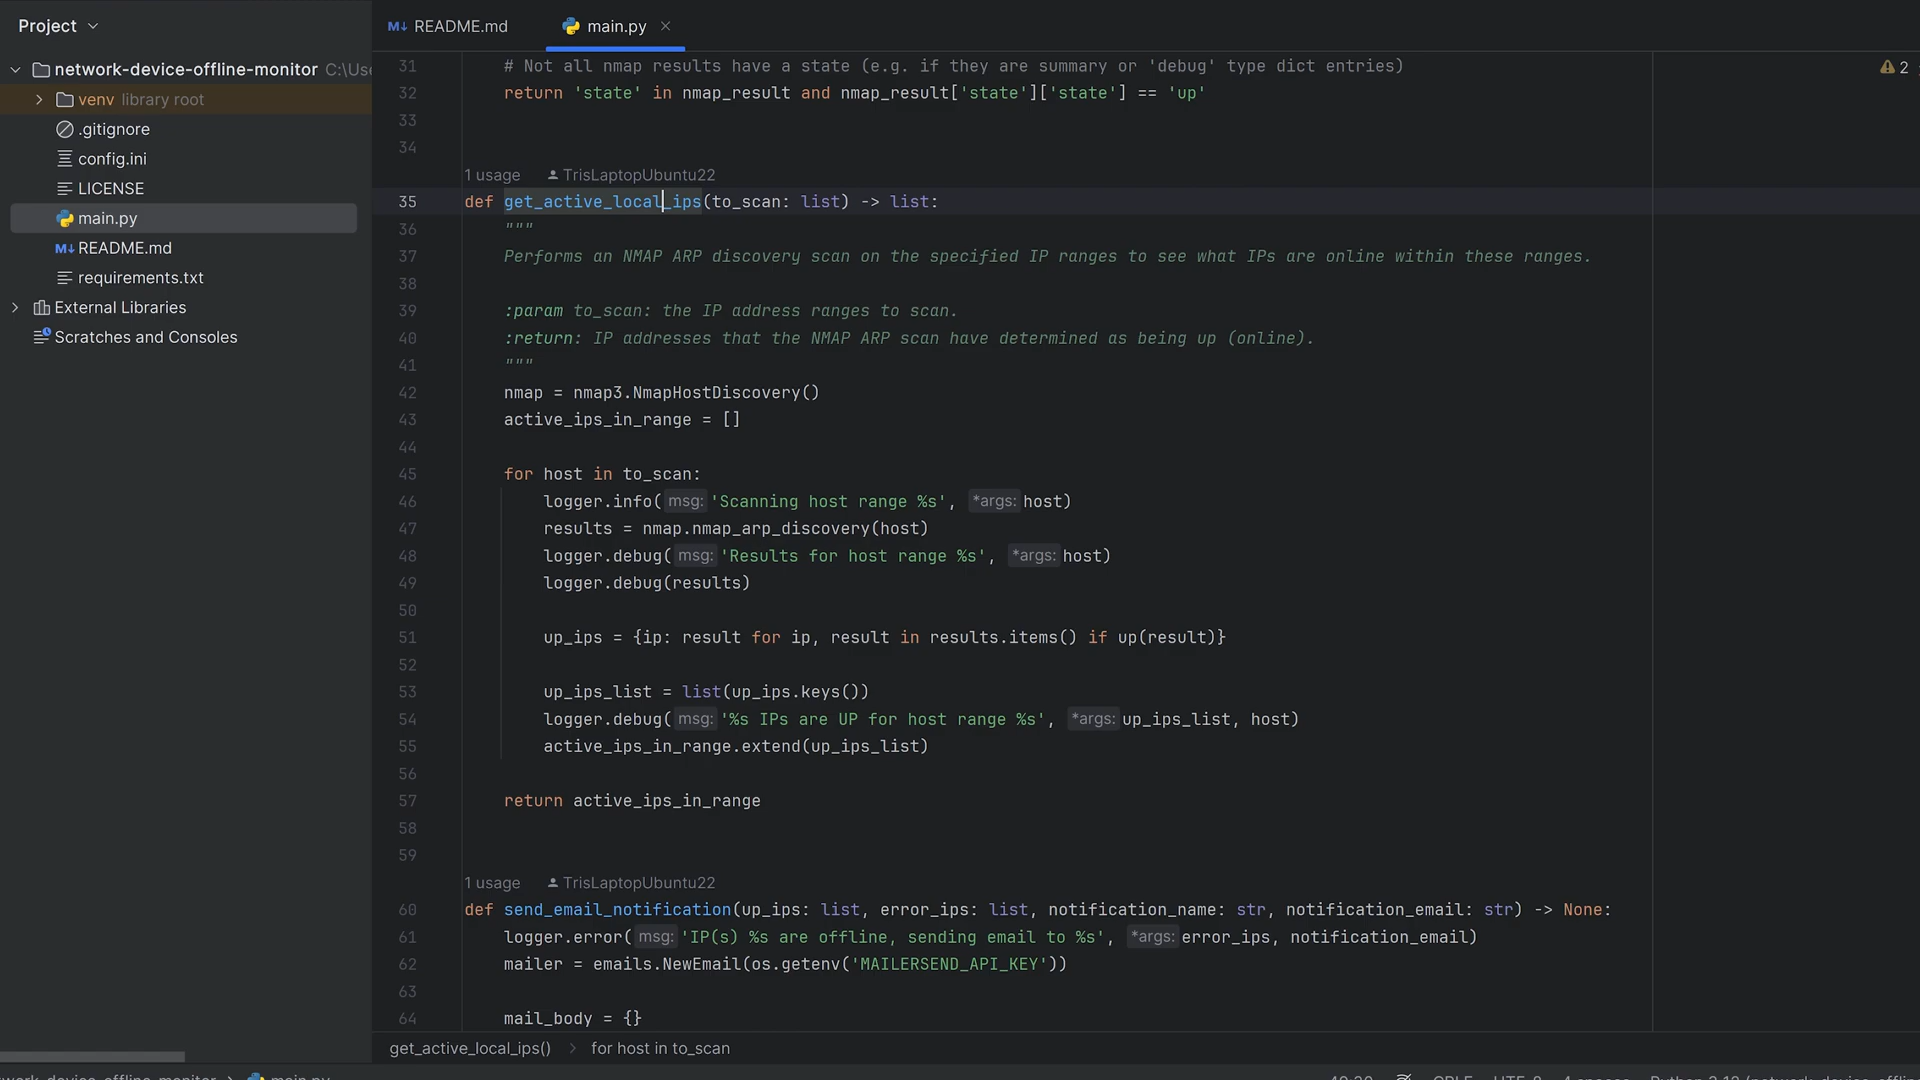 Project
network-device-offline-monitor C:\Use
venv library root
.gitignore
config.ini
LICENSE
main.py
README.md
requirements.txt
External Libraries
Scratches and Consoles
README.md
main.py
2
31 # Not all nmap results have a state (e.g. if they are summary or 'debug' type dict entries)
32 return 'state' in nmap_result and nmap_result['state']['state'] == 'up'
33
34
1 usage TrisLaptopUbuntu22
35 def get_active_local_ips(to_scan: list) -> list:
36 """
37 Performs an NMAP ARP discovery scan on the specified IP ranges to see what IPs are online within these ranges.
38
39 :param to_scan: the IP address ranges to scan.
40 :return: IP addresses that the NMAP ARP scan have determined as being up (online).
41 """
42 nmap = nmap3.NmapHostDiscovery()
43 active_ips_in_range = []
44
45 for host in to_scan:
46 logger.info( msg: 'Scanning host range %s', *args: host)
47 results = nmap.nmap_arp_discovery(host)
48 logger.debug( msg: 'Results for host range %s', *args: host)
49 logger.debug(results)
50
51 up_ips = {ip: result for ip, result in results.items() if up(result)}
52
53 up_ips_list = list(up_ips.keys())
54 logger.debug( msg: '%s IPs are UP for host range %s', *args: up_ips_list, host)
55 active_ips_in_range.extend(up_ips_list)
56
57 return active_ips_in_range
58
59
1 usage TrisLaptopUbuntu22
60 def send_email_notification(up_ips: list, error_ips: list, notification_name: str, notification_email: str) -> None:
61 logger.error( msg: 'IP(s) %s are offline, sending email to %s', *args: error_ips, notification_email)
62 mailer = emails.NewEmail(os.getenv('MAILERSEND_API_KEY'))
63
64 mail_body = {}
get_active_local_ips() > for host in to_scan